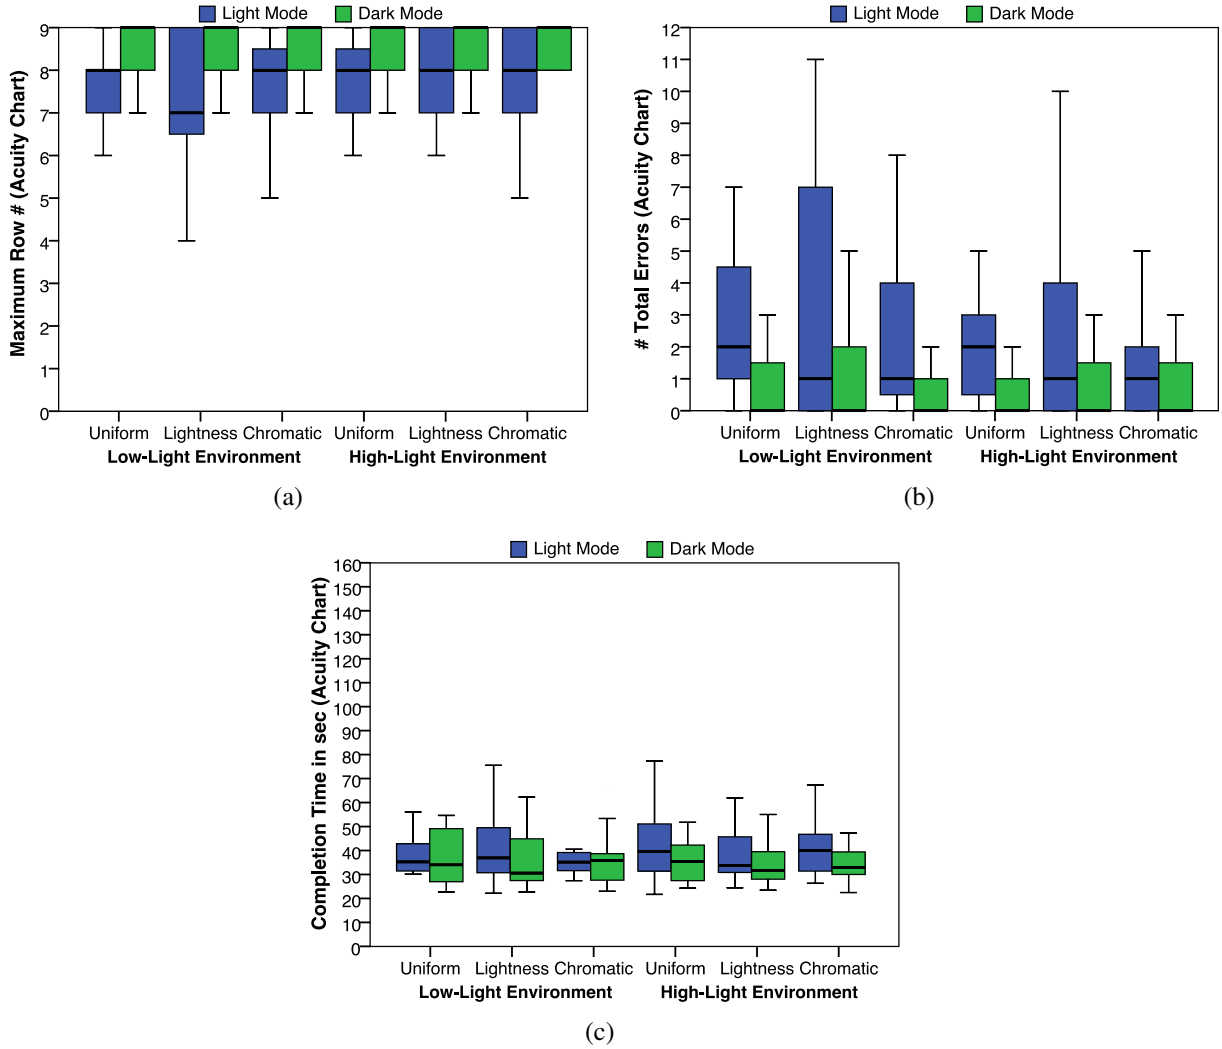 Light Mode Dark Mode
Maximum Row # (Acuity Chart)
9
8
7
6
5
4
3
2
1
0
Uniform Lightness Chromatic Uniform Lightness Chromatic
Low-Light Environment High-Light Environment
(a)
Light Mode Dark Mode
# Total Errors (Acuity Chart)
12
11
10
9
8
7
6
5
4
3
2
1
0
Uniform Lightness Chromatic Uniform Lightness Chromatic
Low-Light Environment High-Light Environment
(b)
Light Mode Dark Mode
Completion Time in sec (Acuity Chart)
160
150
140
130
120
110
100
90
80
70
60
50
40
30
20
10
0
Uniform Lightness Chromatic Uniform Lightness Chromatic
Low-Light Environment High-Light Environment
(c)